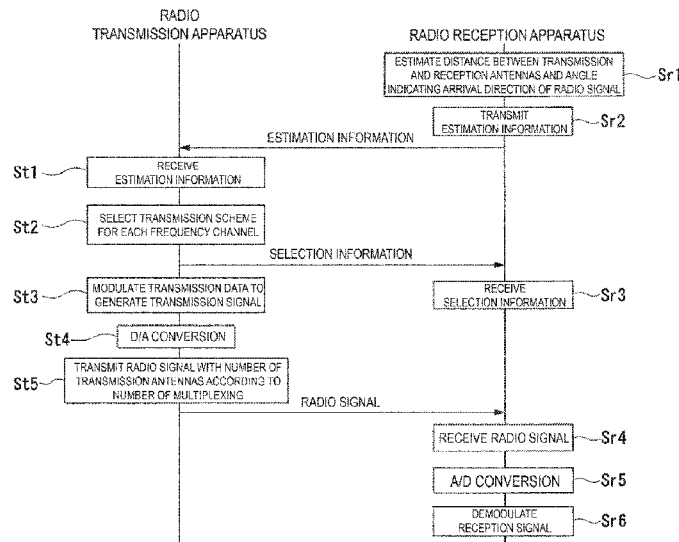 RADIO
TRANSMISSION APPARATUS
RADIO RECEPTION APPARATUS
ESTIMATE DISTANCE BETWEEN TRANSMISSION
AND RECEPTION ANTENNAS AND ANGLE
INDICATING ARRIVAL DIRECTION OF RADIO SIGNAL
Sr1
TRANSMIT
ESTIMATION INFORMATION
Sr2
ESTIMATION INFORMATION
St1
RECEIVE
ESTIMATION INFORMATION
St2
SELECT TRANSMISSION SCHEME
FOR EACH FREQUENCY CHANNEL
SELECTION INFORMATION
St3
MODULATE TRANSMISSION DATA TO
GENERATE TRANSMISSION SIGNAL
RECEIVE
SELECTION INFORMATION
Sr3
St4
D/A CONVERSION
St5
TRANSMIT RADIO SIGNAL WITH NUMBER OF
TRANSMISSION ANTENNAS ACCORDING TO
NUMBER OF MULTIPLEXING
RADIO SIGNAL
RECEIVE RADIO SIGNAL
Sr4
A/D CONVERSION
Sr5
DEMODULATE
RECEPTION SIGNAL
Sr6